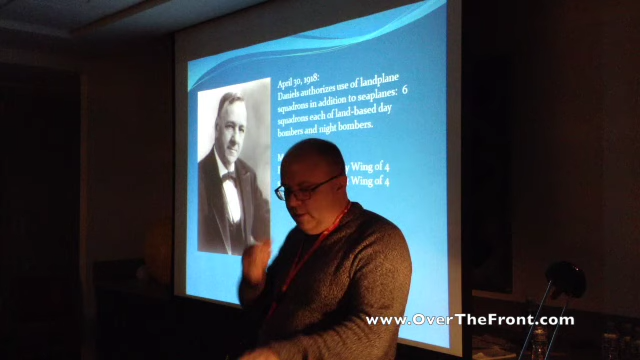 April 30, 1918:
Daniels authorizes use of landplane
squadrons in addition to seaplanes: 6
squadrons each of land-based day
bombers and night bombers.
Wing of 4
Wing of 4
www.OverTheFront.com